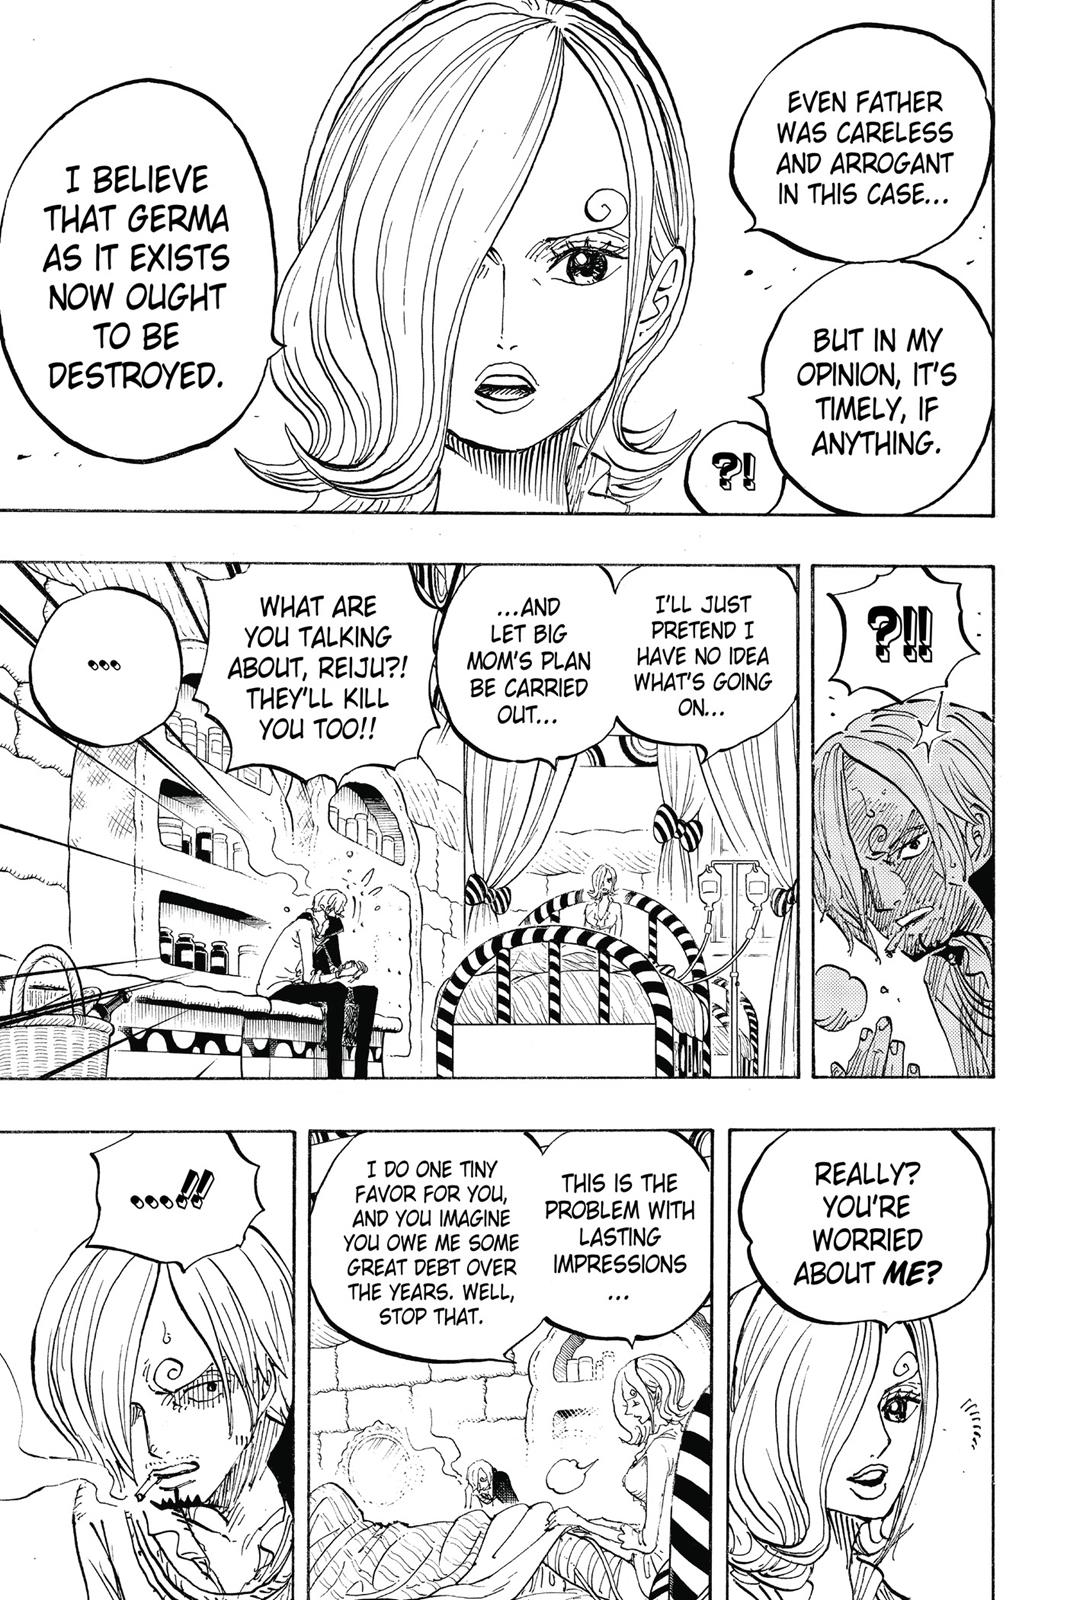 EVEN FATHER
WAS CARELESS
AND ARROGANT
IN THIS CASE...
BUT IN MY
OPINION, IT'S
TIMELY, IF
ANYTHING.
?!
I BELIEVE
THAT GERMA
AS IT EXISTS
NOW OUGHT
TO BE
DESTROYED.
?!!
I'LL JUST
PRETEND I
HAVE NO IDEA
WHAT'S GOING
ON...
...AND
LET BIG
MOM'S PLAN
BE CARRIED
OUT...
WHAT ARE
YOU TALKING
ABOUT, REIJU?!
THEY'LL KILL
YOU TOO!!
...
REALLY?
YOU'RE
WORRIED
ABOUT ME?
THIS IS THE
PROBLEM WITH
LASTING
IMPRESSIONS
...
I DO ONE TINY
FAVOR FOR YOU,
AND YOU IMAGINE
YOU OWE ME SOME
GREAT DEBT OVER
THE YEARS. WELL,
STOP THAT.
...!!